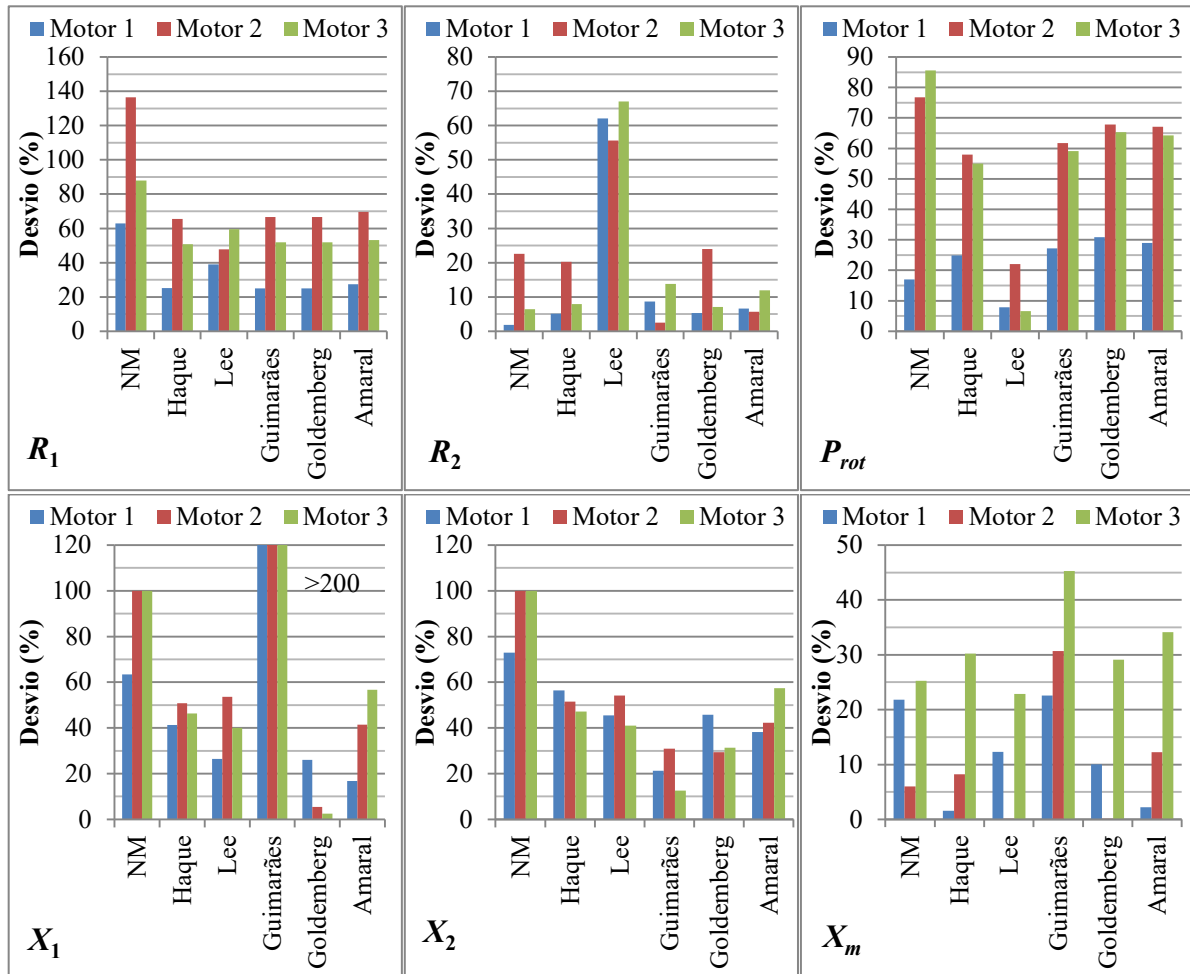 Motor 1 Motor 2 Motor 3
160
140
120
100
80
60
40
20
0
Desvio (%)
NM
Haque
Lee
Guimarães
Goldemberg
Amaral
R1
Motor 1 Motor 2 Motor 3
80
70
60
50
40
30
20
10
0
Desvio (%)
NM
Haque
Lee
Guimarães
Goldemberg
Amaral
R2
Motor 1 Motor 2 Motor 3
90
80
70
60
50
40
30
20
10
0
Desvio (%)
NM
Haque
Lee
Guimarães
Goldemberg
Amaral
Prot
Motor 1 Motor 2 Motor 3
120
100
80
60
40
20
0
Desvio (%)
>200
NM
Haque
Lee
Guimarães
Goldemberg
Amaral
X1
Motor 1 Motor 2 Motor 3
120
100
80
60
40
20
0
Desvio (%)
NM
Haque
Lee
Guimarães
Goldemberg
Amaral
X2
Motor 1 Motor 2 Motor 3
50
40
30
20
10
0
Desvio (%)
NM
Haque
Lee
Guimarães
Goldemberg
Amaral
Xm